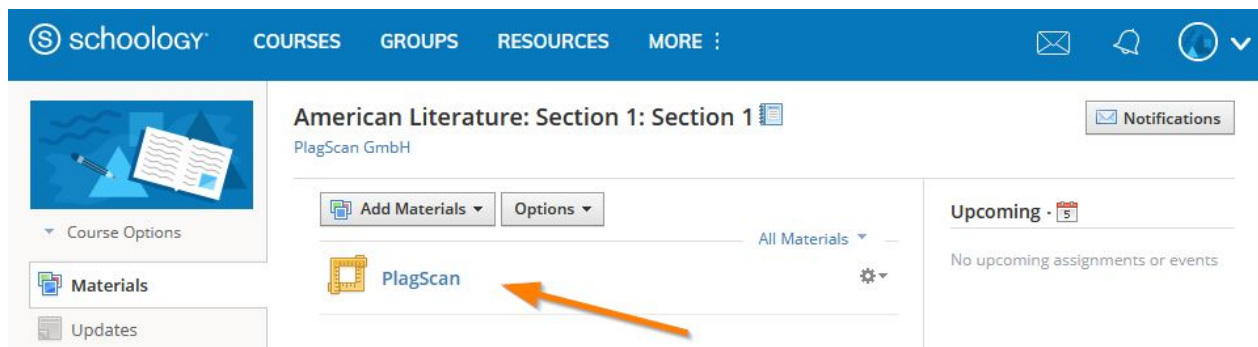 schoology COURSES GROUPS RESOURCES MORE
American Literature: Section 1: Section 1
PlagScan GmbH
Notifications
Course Options
Materials
Updates
Add Materials Options
All Materials
PlagScan
Upcoming · 5
No upcoming assignments or events